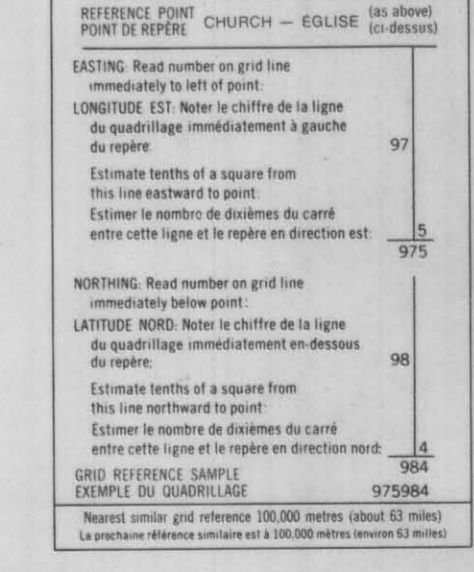 REFERENCE POINT CHURCH — ÉGLISE (as above)
POINT DE REPÈRE (ci-dessus)
EASTING: Read number on grid line
immediately to left of point:
LONGITUDE EST: Noter le chiffre de la ligne
du quadrillage immédiatement à gauche
du repère: 97
Estimate tenths of a square from
this line eastward to point:
Estimer le nombre de dixièmes du carré
entre cette ligne et le repère en direction est: 5
975
NORTHING: Read number on grid line
immediately below point:
LATITUDE NORD: Noter le chiffre de la ligne
du quadrillage immédiatement en-dessous
du repère: 98
Estimate tenths of a square from
this line northward to point:
Estimer le nombre de dixièmes du carré
entre cette ligne et le repère en direction nord: 4
984
GRID REFERENCE SAMPLE
EXEMPLE DU QUADRILLAGE 975984
Nearest similar grid reference 100,000 metres (about 63 miles)
La prochaine référence similaire est à 100,000 mètres (environ 63 milles)